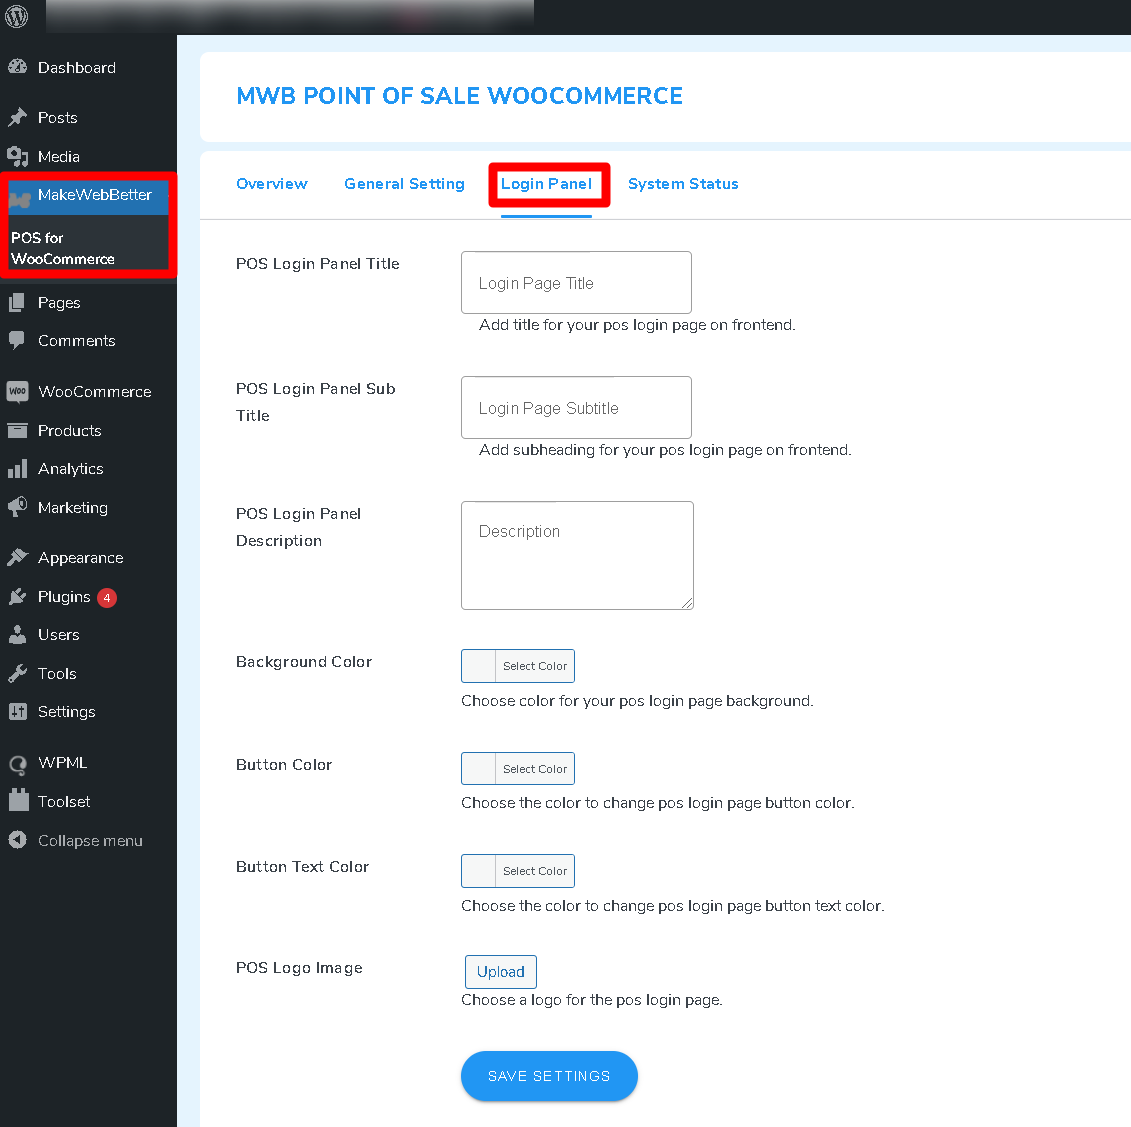 Dashboard
Posts
Media
MakeWebBetter
POS for
WooCommerce
Pages
Comments
Woo WooCommerce
Products
Analytics
Marketing
Appearance
Plugins 4
Users
Tools
Settings
WPML
Toolset
Collapse menu
MWB POINT OF SALE WOOCOMMERCE
Overview General Setting Login Panel System Status
POS Login Panel Title
Login Page Title
Add title for your pos login page on frontend.
POS Login Panel Sub
Title
Login Page Subtitle
Add subheading for your pos login page on frontend.
POS Login Panel
Description
Description
Background Color
Select Color
Choose color for your pos login page background.
Button Color
Select Color
Choose the color to change pos login page button color.
Button Text Color
Select Color
Choose the color to change pos login page button text color.
POS Logo Image
Upload
Choose a logo for the pos login page.
SAVE SETTINGS